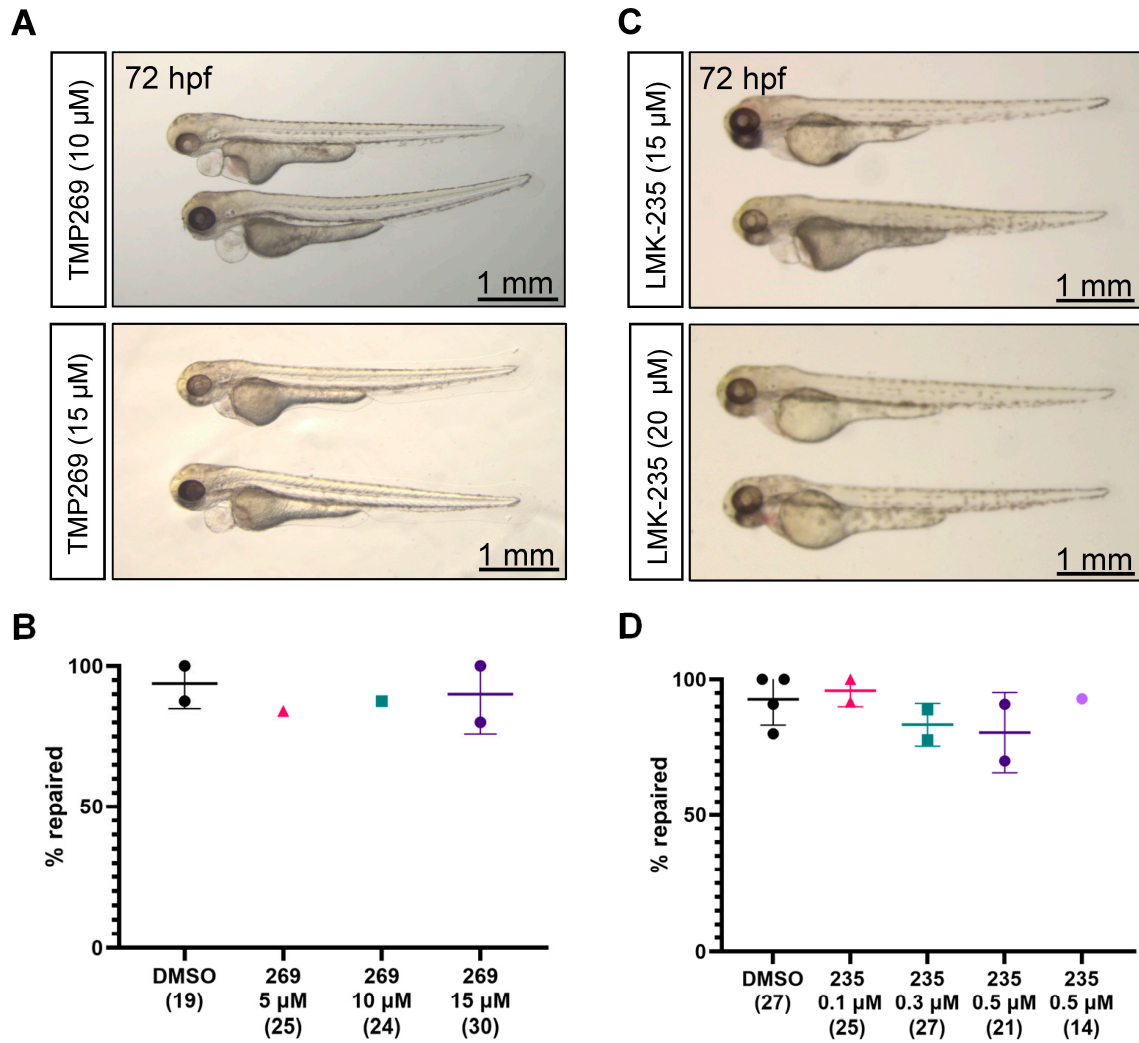 A
TMP269 (10 µM)
72 hpf
1 mm
TMP269 (15 µM)
1 mm
B
% repaired
100
50
0
DMSO
(19)
269
5 µM
(25)
269
10 µM
(24)
269
15 µM
(30)
C
LMK-235 (15 µM)
72 hpf
1 mm
LMK-235 (20 µM)
1 mm
D
% repaired
100
50
0
DMSO
(27)
235
0.1 µM
(25)
235
0.3 µM
(27)
235
0.5 µM
(21)
235
0.5 µM
(14)